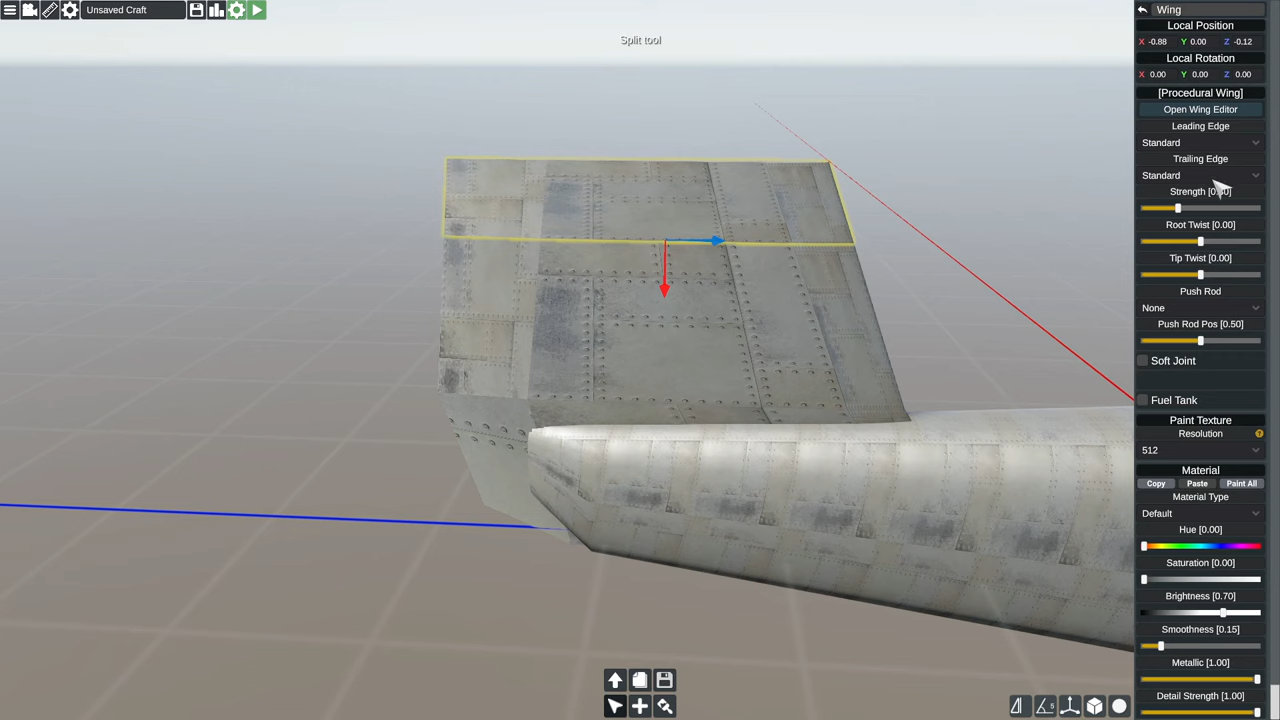 Unsaved Craft
Split tool
Wing
Local Position
X -0.88 Y 0.00 Z -0.12
Local Rotation
X 0.00 Y 0.00 Z 0.00
[Procedural Wing]
Open Wing Editor
Leading Edge
Standard
Trailing Edge
Standard
Strength
Root Twist [0.00]
Tip Twist [0.00]
Push Rod
None
Push Rod Pos [0.50]
Soft Joint
Fuel Tank
Paint Texture
Resolution
512
Material
Copy Paste Paint All
Material Type
Default
Hue [0.00]
Saturation [0.00]
Brightness [0.70]
Smoothness [0.15]
Metallic [1.00]
Detail Strength [1.00]